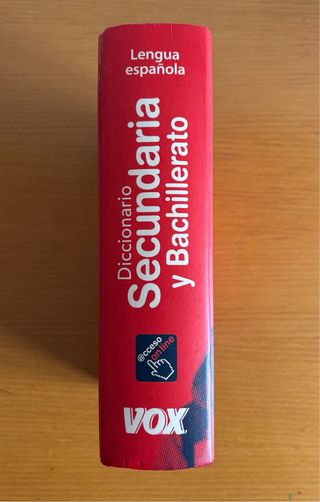 Lengua
española
Diccionario
Secundaria
y Bachillerato
@cceso
online
VOX